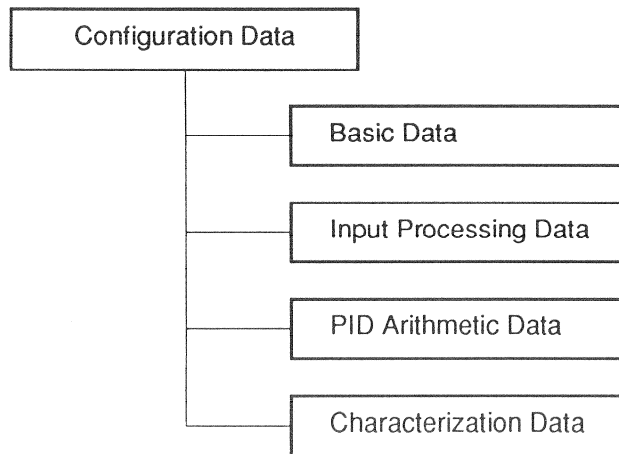 Configuration Data
Basic Data
Input Processing Data
PID Arithmetic Data
Characterization Data